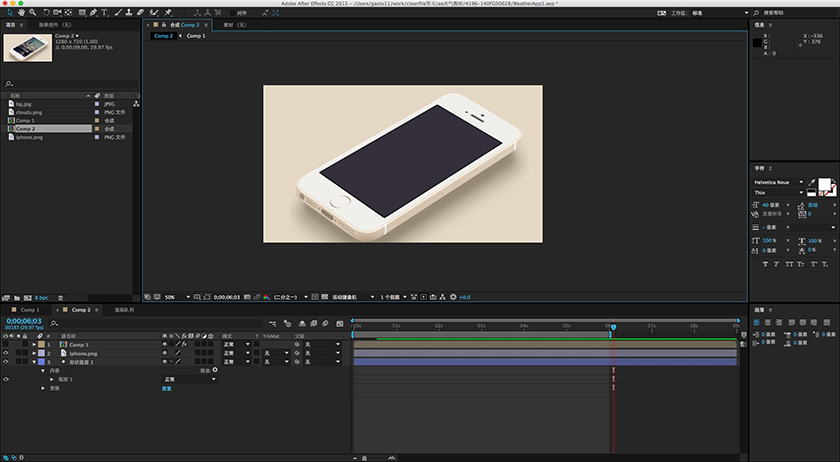 Adobe After Effects CC 2015 - /Users/gaolu11/work/cleanfile学习/ae天气教程/4196-140FG00628/WeatherApp1.aep *
对齐
工作区: 标准
项目 效果控件 (无)
Comp 2
1280 x 720 (1.00)
Δ 0;00;09;00, 29.97 fps
名称 类型
bg.jpg JPEG
clouds.png PNG 文件
Comp 1 合成
Comp 2 合成
iphone.png PNG 文件
8 bpc
合成 Comp 2 素材 (无)
Comp 2 Comp 1
50% 0;00;06;03 (二分之一) 活动摄像机 1 个视图 +0.0
信息
R: X: -336
G: Y: 376
B:
A: 0
字符
Helvetica Neue
Thin
40 像素 自动
度量标准 0
- 像素
100% 100%
0 像素 0%
段落
0 像素 0 像素 0 像素
0 像素 0 像素
Comp 1 Comp 2 渲染队列
0;00;06;03
00183 (29.97 fps)
# 源名称 模式 T TrkMat 父级
1 Comp 1 正常 无
2 iphone.png 正常 无 无
3 形状图层 1 正常 无 无
内容 添加:
矩形 1 正常
变换 重置
:00s 01s 02s 03s 04s 05s 06s 07s 08s 09s